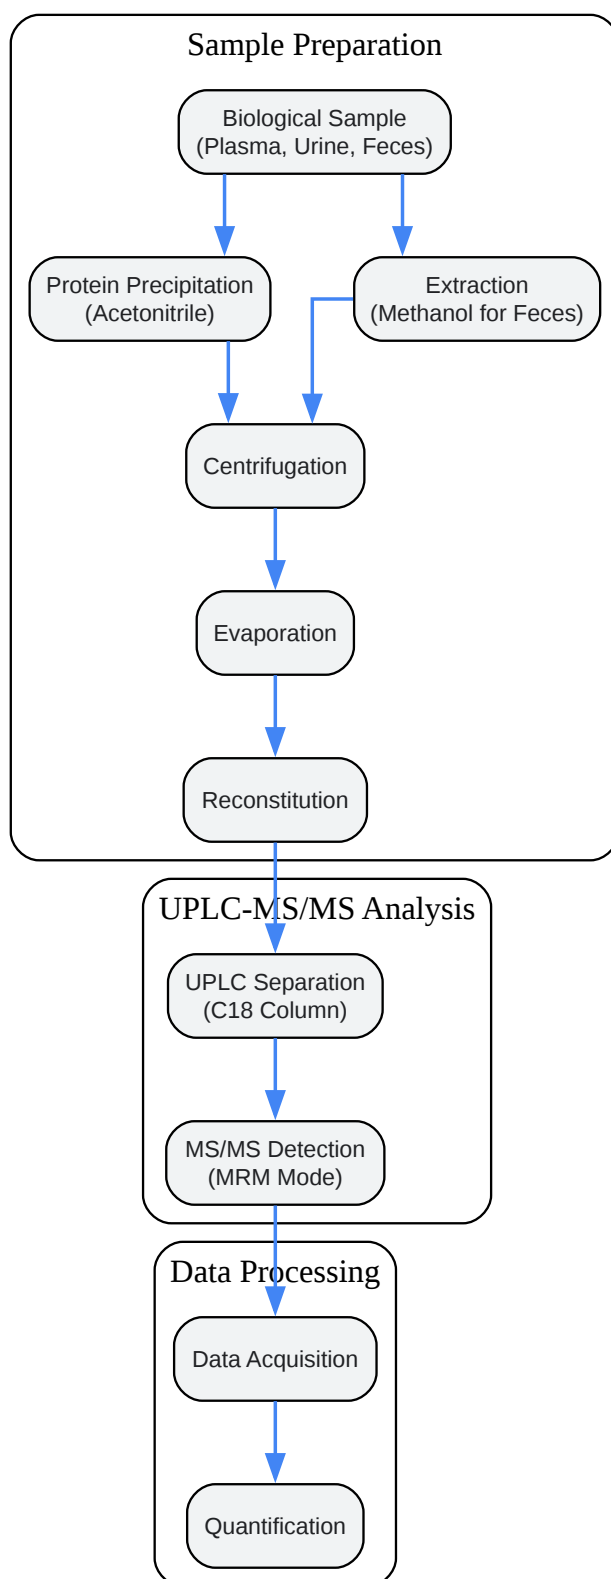 Sample Preparation
Biological Sample
(Plasma, Urine, Feces)
Protein Precipitation
(Acetonitrile)
Extraction
(Methanol for Feces)
Centrifugation
Evaporation
Reconstitution
UPLC-MS/MS Analysis
UPLC Separation
(C18 Column)
MS/MS Detection
(MRM Mode)
Data Processing
Data Acquisition
Quantification